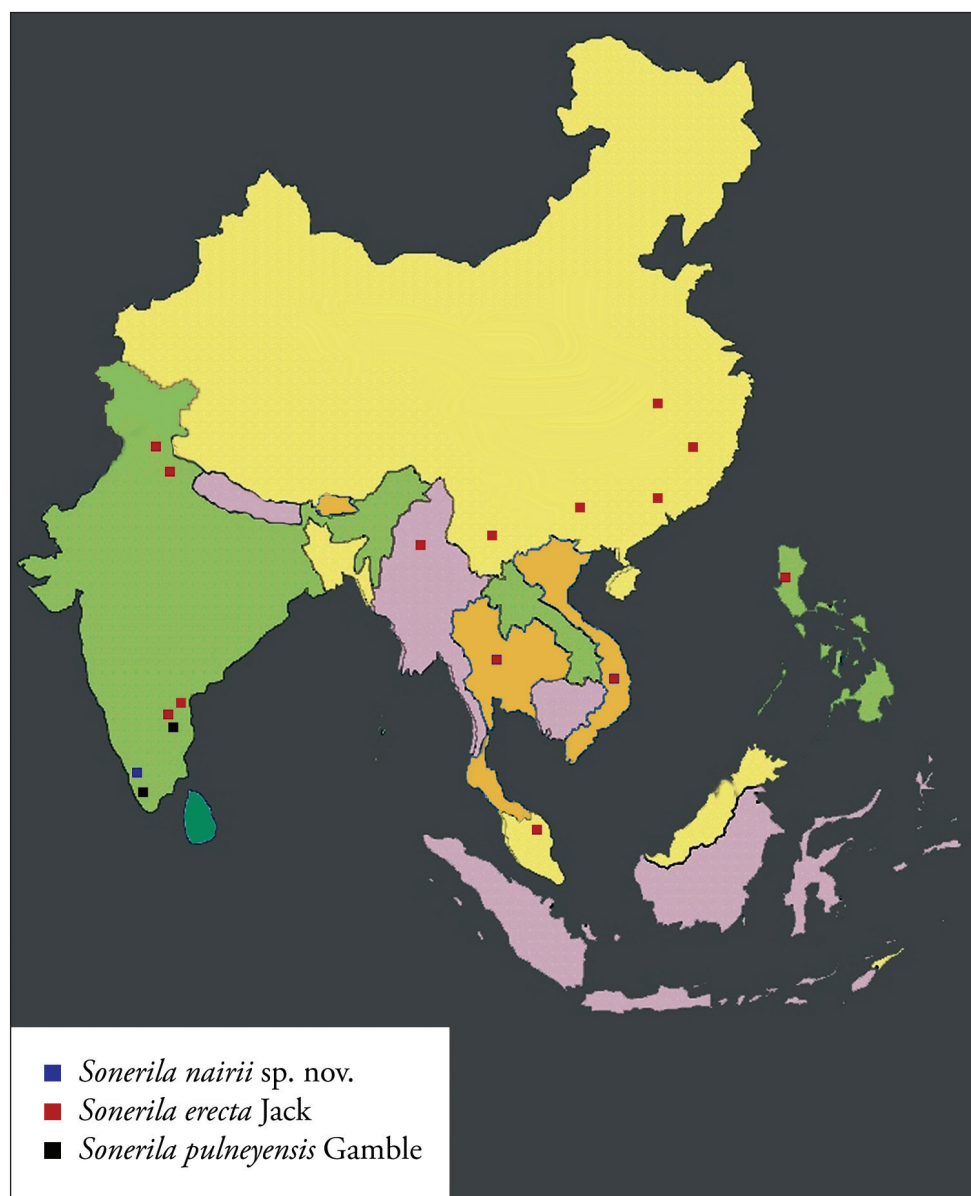 Sonerila nairii sp. nov.
Sonerila erecta Jack
Sonerila pulneyensis Gamble